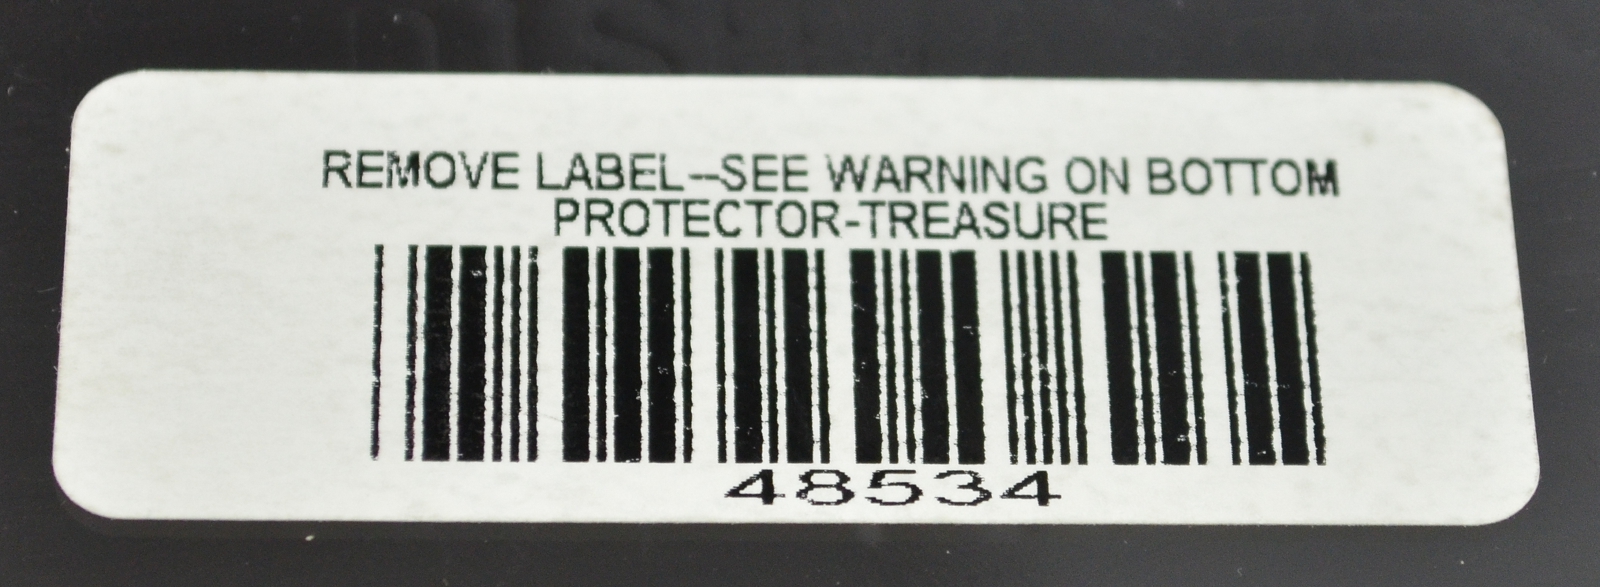 REMOVE LABEL--SEE WARNING ON BOTTOM
PROTECTOR-TREASURE
48534